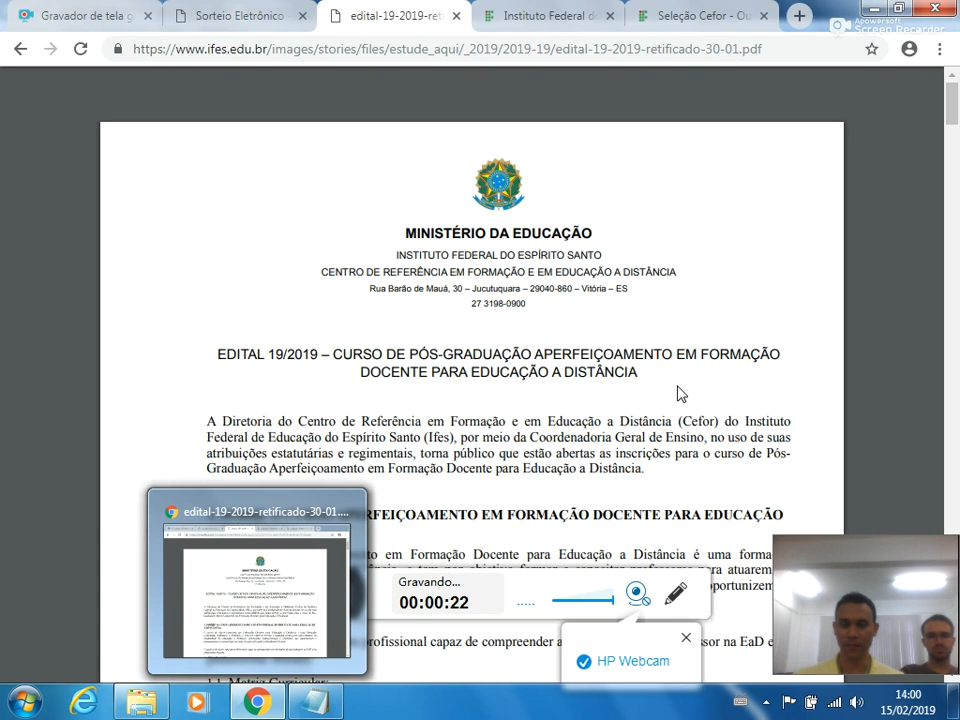 Gravador de tela g
Sorteio Eletrônico
edital-19-2019-ret
Instituto Federal d
Seleção Cefor - Ou
Apowersoft
Screen Recorder
https://www.ifes.edu.br/images/stories/files/estude_aqui/_2019/2019-19/edital-19-2019-retificado-30-01.pdf
MINISTÉRIO DA EDUCAÇÃO
INSTITUTO FEDERAL DO ESPÍRITO SANTO
CENTRO DE REFERÊNCIA EM FORMAÇÃO E EM EDUCAÇÃO A DISTÂNCIA
Rua Barão de Mauá, 30 – Jucutuquara – 29040-860 – Vitória – ES
27 3198-0900
EDITAL 19/2019 – CURSO DE PÓS-GRADUAÇÃO APERFEIÇOAMENTO EM FORMAÇÃO
DOCENTE PARA EDUCAÇÃO A DISTÂNCIA
A Diretoria do Centro de Referência em Formação e em Educação a Distância (Cefor) do Instituto
Federal de Educação do Espírito Santo (Ifes), por meio da Coordenadoria Geral de Ensino, no uso de suas
atribuições estatutárias e regimentais, torna público que estão abertas as inscrições para o curso de Pós-
Graduação Aperfeiçoamento em Formação Docente para Educação a Distância.
edital-19-2019-retificado-30-01....
RFEIÇOAMENTO EM FORMAÇÃO DOCENTE PARA EDUCAÇÃO
to em Formação Docente para Educação a Distância é uma forma
ra atuarem
oportunizem
Gravando...
00:00:22
profissional capaz de compreender a
ssor na EaD e
HP Webcam
1.1. Matriz Curricular:
14:00
15/02/2019